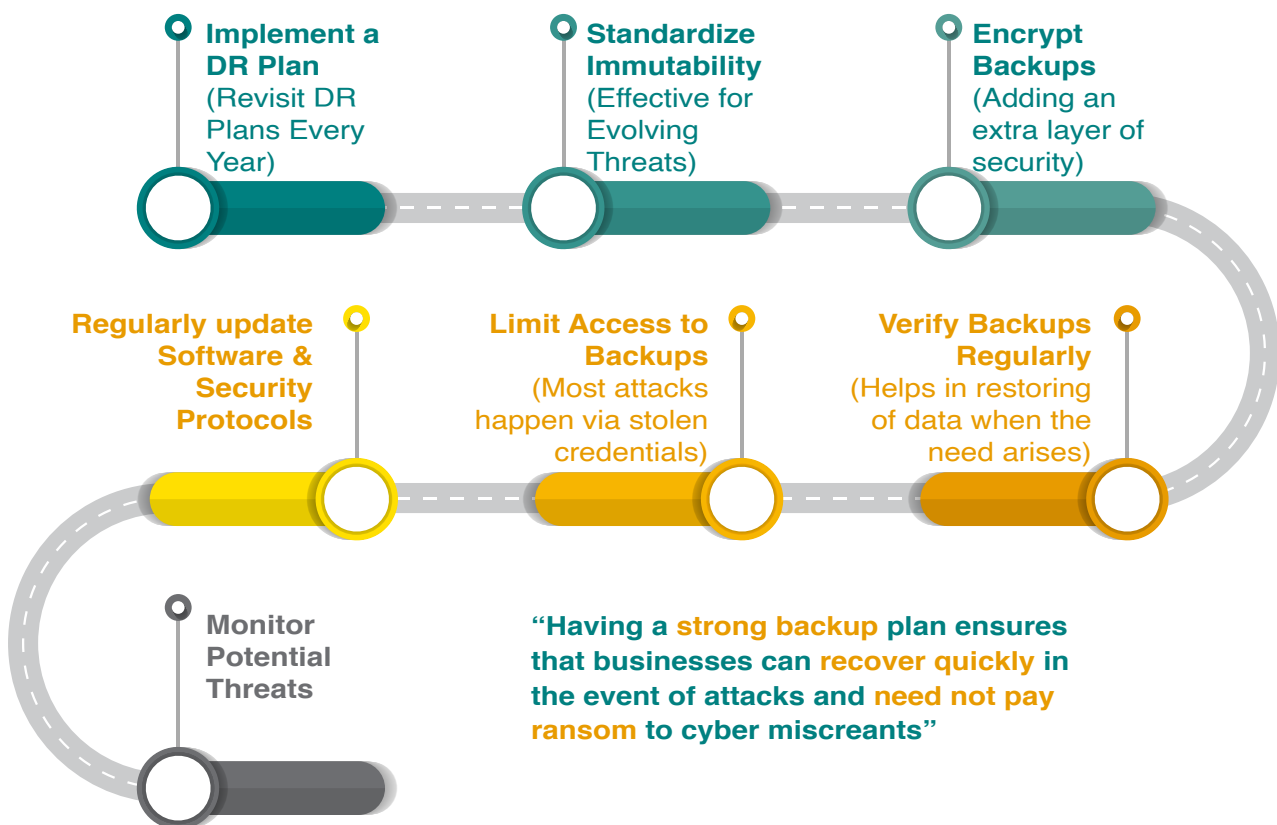 Implement a
DR Plan
(Revisit DR
Plans Every
Year)
Standardize
Immutability
(Effective for
Evolving
Threats)
Encrypt
Backups
(Adding an
extra layer of
security)
Verify Backups
Regularly
(Helps in restoring
of data when the
need arises)
Limit Access to
Backups
(Most attacks
happen via stolen
credentials)
Regularly update
Software &
Security
Protocols
Monitor
Potential
Threats
“Having a strong backup plan ensures
that businesses can recover quickly in
the event of attacks and need not pay
ransom to cyber miscreants”